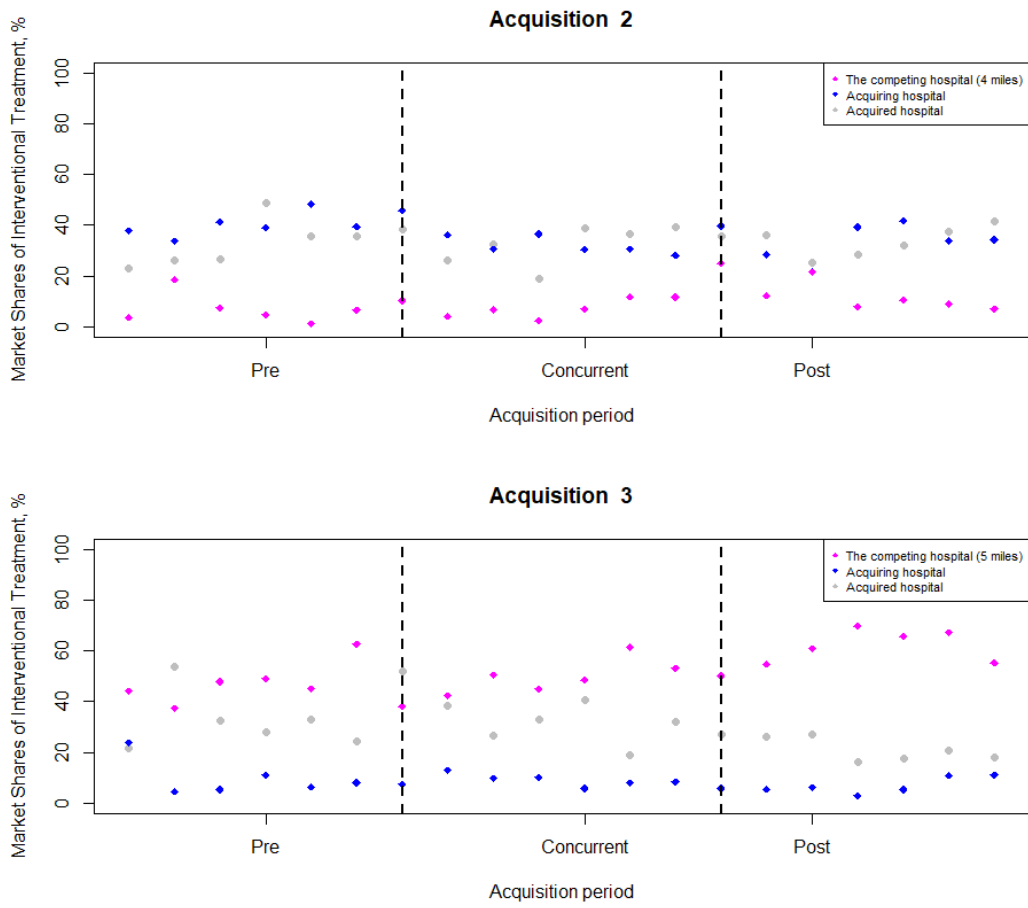 Acquisition 2
Market Shares of Interventional Treatment, %
100
80
60
40
20
0
The competing hospital (4 miles)
Acquiring hospital
Acquired hospital
Pre
Concurrent
Post
Acquisition period
Acquisition 3
Market Shares of Interventional Treatment, %
100
80
60
40
20
0
The competing hospital (5 miles)
Acquiring hospital
Acquired hospital
Pre
Concurrent
Post
Acquisition period